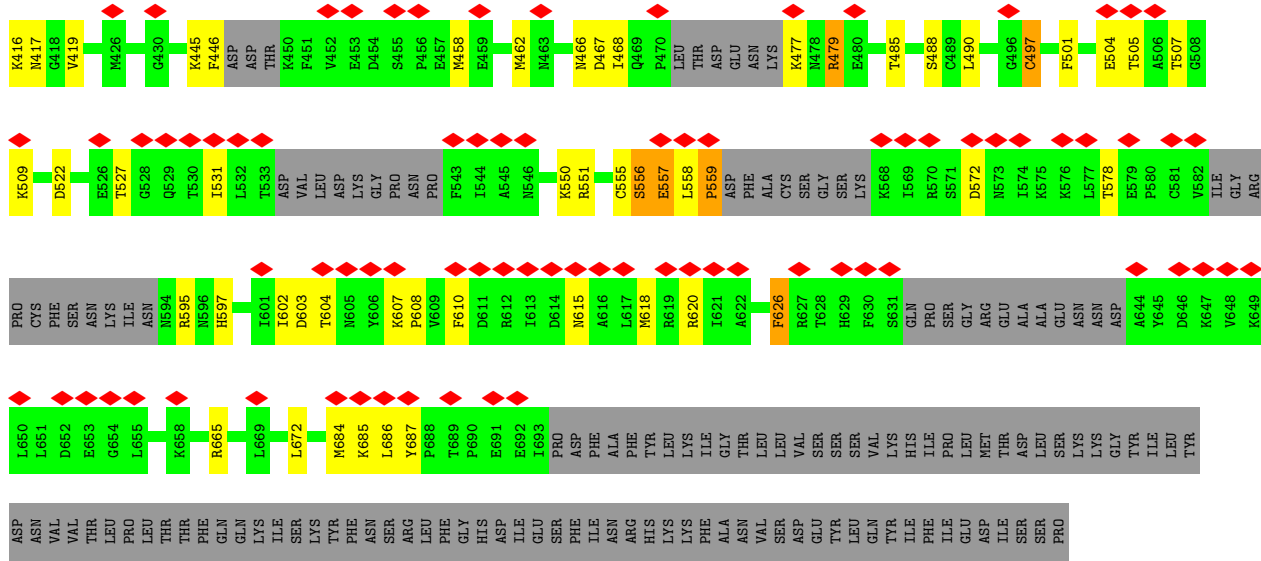 K416 N417 G418 V419 M426 G430 K445 F446 ASP ASP THR K450 F451 V452 E453 D454 S455 P456 E457 M458 E459 M462 N463 N466 D467 I468 Q469 P470 LEU THR ASP GLU ASN LYS K477 N478 R479 E480 T485 S488 C489 L490 G496 C497 F501 E504 T505 A506 T507 G508
K509 D522 E526 T527 G528 Q529 T530 I531 L532 T533 ASP VAL LEU ASP LYS GLY PRO ASN PRO F543 I544 A545 N546 K550 R551 C555 S556 E557 L558 P559 ASP PHE ALA CYS SER GLY SER LYS K568 I569 R570 S571 D572 N573 I574 K575 K576 L577 T578 E579 P580 C581 V582 ILE GLY ARG
PRO CYS PHE SER ASN LYS ILE ASN N594 R595 N596 H597 I601 I602 D603 T604 N605 Y606 K607 P608 V609 F610 D611 R612 I613 D614 N615 A616 L617 M618 R619 R620 I621 A622 F626 R627 T628 H629 F630 S631 GLN PRO SER GLY ARG GLU ALA ALA GLU ASN ASN ASP A644 Y645 D646 K647 V648 K649
L650 L651 D652 E653 G654 L655 K658 R665 L669 L672 M684 K685 L686 Y687 P688 T689 P690 E691 E692 I693 PRO ASP PHE ALA PHE TYR LEU LYS ILE GLY THR LEU LEU VAL SER SER SER VAL LYS HIS ILE PRO LEU MET THR ASP LEU SER LYS LYS GLY TYR ILE LEU TYR
ASP ASN VAL VAL THR LEU PRO LEU THR THR PHE GLN GLN LYS ILE SER LYS TYR PHE ASN SER ARG LEU PHE GLY HIS ASP ILE GLU SER PHE ILE ASN ARG HIS LYS LYS PHE ALA ASN VAL SER ASP GLU TYR LEU GLN TYR ILE PHE ILE GLU ASP ILE SER SER PRO